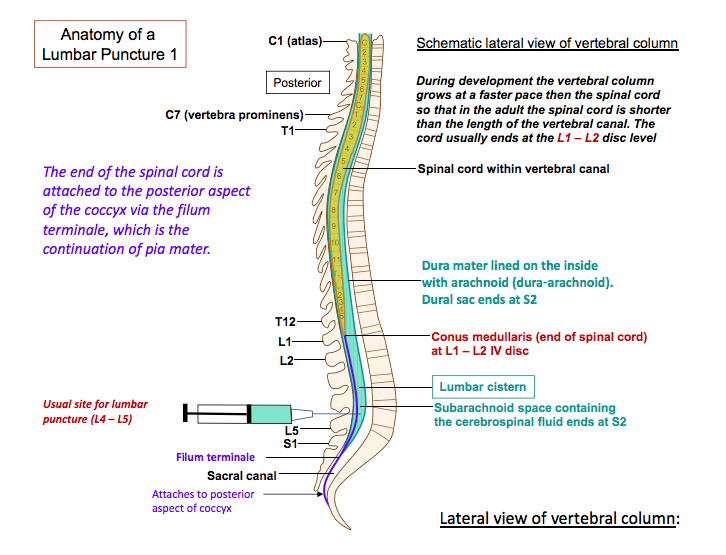 Anatomy of a
Lumbar Puncture 1
C1 (atlas)
Schematic lateral view of vertebral column
Posterior
During development the vertebral column
grows at a faster pace then the spinal cord
so that in the adult the spinal cord is shorter
than the length of the vertebral canal. The
cord usually ends at the L1 – L2 disc level
C7 (vertebra prominens)
T1
The end of the spinal cord is
attached to the posterior aspect
of the coccyx via the filum
terminale, which is the
continuation of pia mater.
Spinal cord within vertebral canal
Dura mater lined on the inside
with arachnoid (dura-arachnoid).
Dural sac ends at S2
T12
L1
L2
Conus medullaris (end of spinal cord)
at L1 – L2 IV disc
Lumbar cistern
Usual site for lumbar
puncture (L4 – L5)
Subarachnoid space containing
the cerebrospinal fluid ends at S2
L5
S1
Filum terminale
Sacral canal
Attaches to posterior
aspect of coccyx
Lateral view of vertebral column: